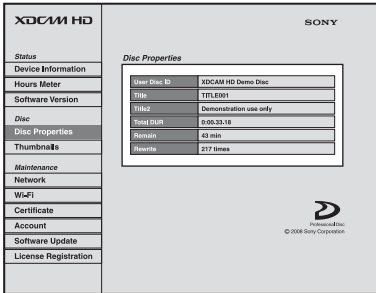 XDCAM HD
SONY
Status
Device Information
Hours Meter
Software Version
Disc
Disc Properties
Thumbnails
Maintenance
Network
Wi-Fi
Certificate
Account
Software Update
License Registration
Disc Properties
User Disc ID XDCAM HD Demo Disc
Title TITLE001
Title2 Demonstration use only
Total DUR 0:00.33.18
Remain 43 min
Rewrite 217 times
Professional Disc
© 2008 Sony Corporation